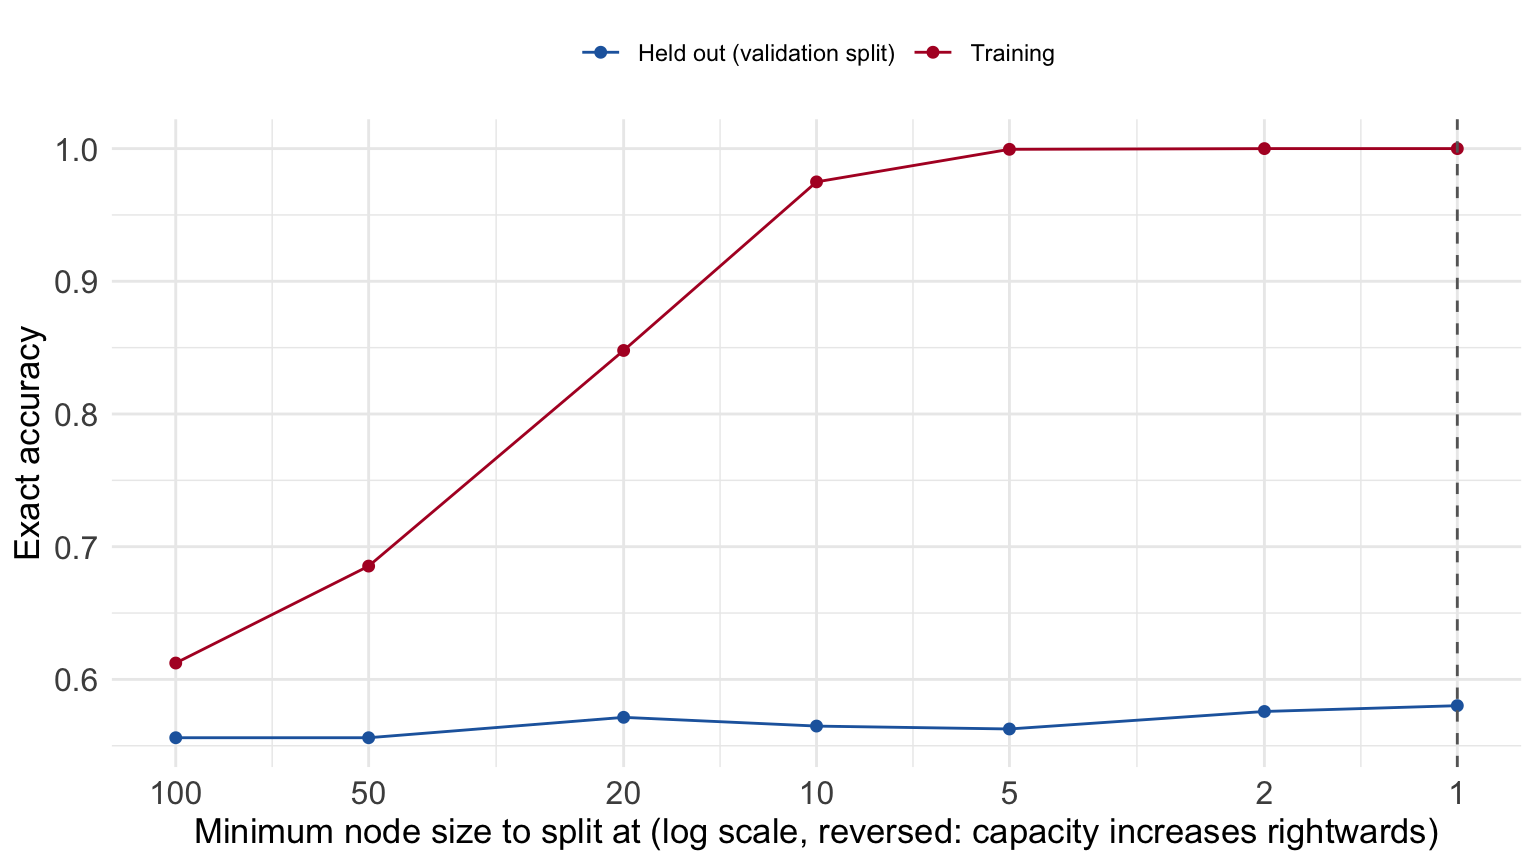 Held out (validation split) Training
1.0
0.9
0.8
0.7
0.6
Exact accuracy
100 50 20 10 5 2 1
Minimum node size to split at (log scale, reversed: capacity increases rightwards)